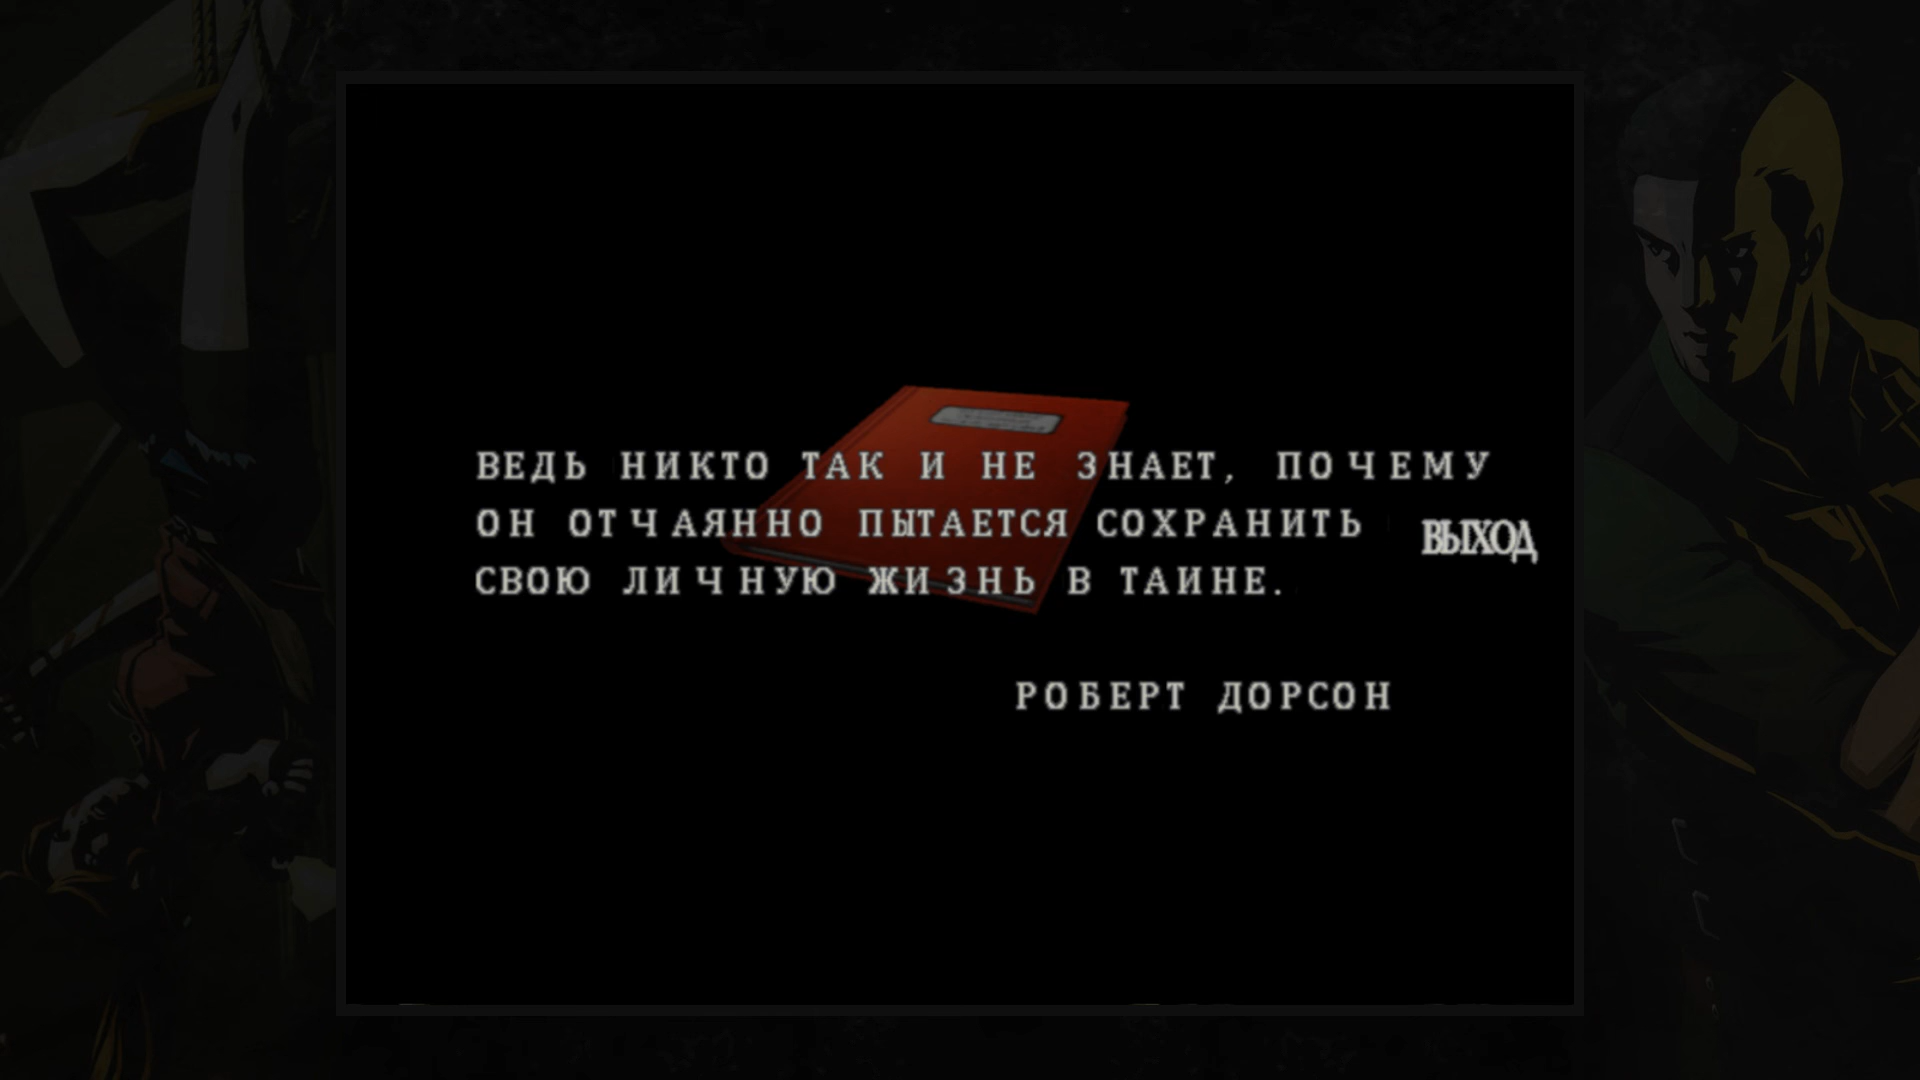 ВЕДЬ НИКТО ТАК И НЕ ЗНАЕТ, ПОЧЕМУ
ОН ОТЧАЯННО ПЫТАЕТСЯ СОХРАНИТЬ
СВОЮ ЛИЧНУЮ ЖИЗНЬ В ТАИНЕ.
ВЫХОД
РОБЕРТ ДОРСОН